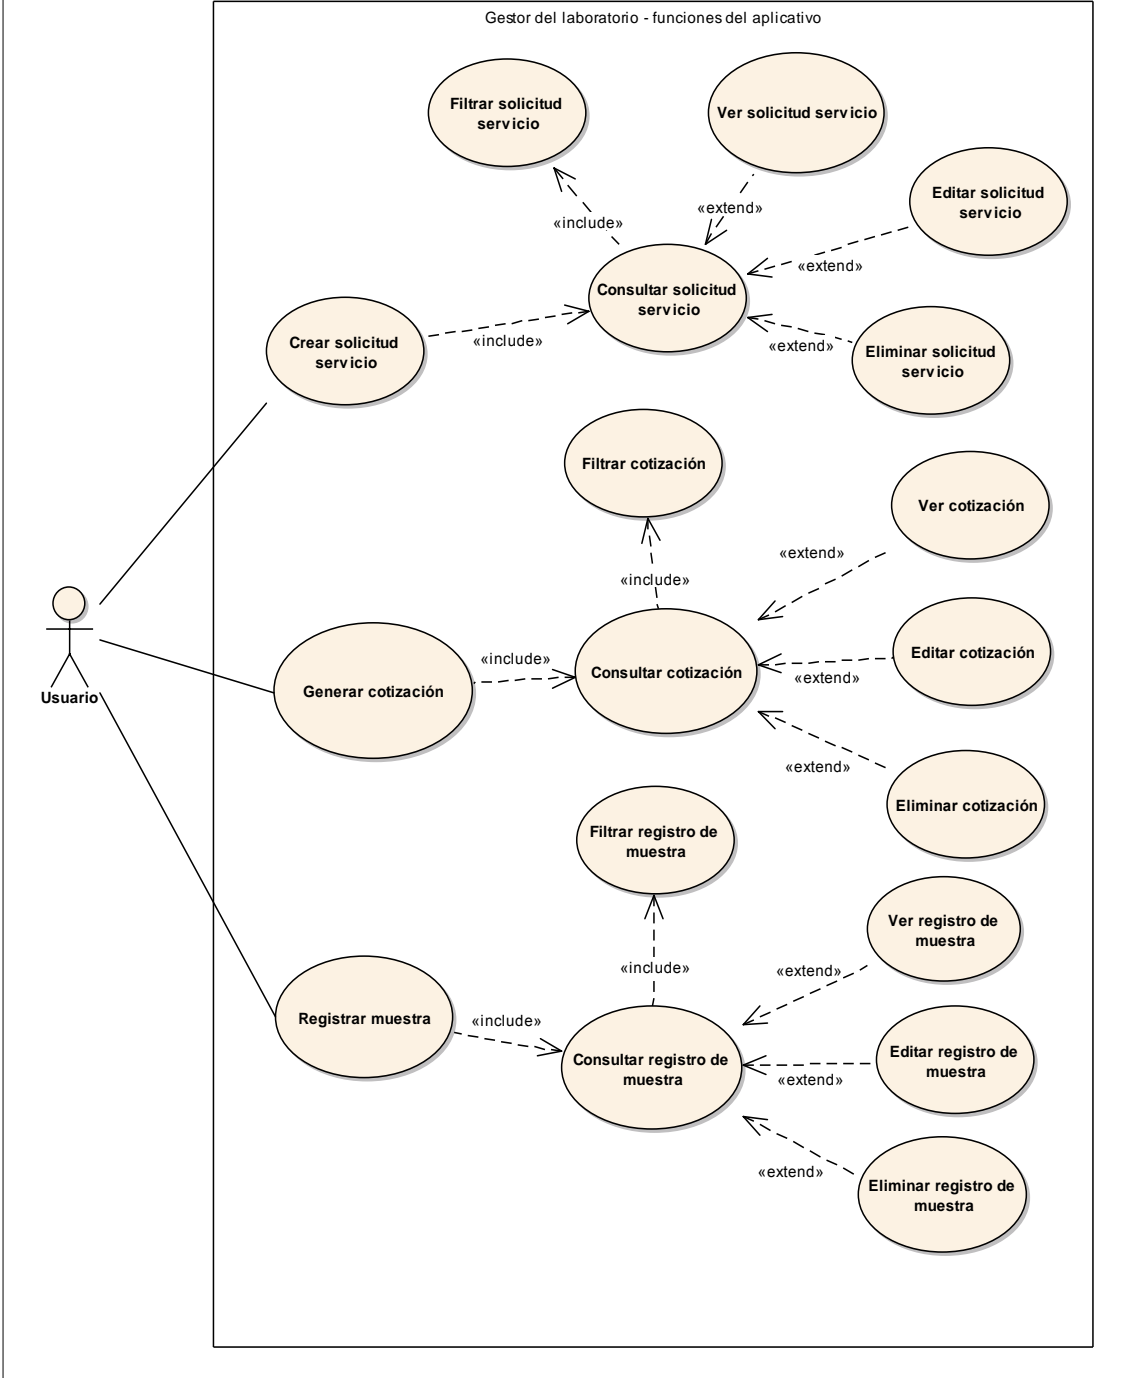 Gestor del laboratorio - funciones del aplicativo
Filtrar solicitud
servicio
Ver solicitud servicio
Editar solicitud
servicio
«include»
«extend»
«extend»
Consultar solicitud
servicio
Crear solicitud
servicio
«include»
«extend»
Eliminar solicitud
servicio
Filtrar cotización
Ver cotización
«include»
«extend»
Usuario
Generar cotización
«include»
Consultar cotización
Editar cotización
«extend»
«extend»
Eliminar cotización
Filtrar registro de
muestra
Ver registro de
muestra
«include»
«extend»
Registrar muestra
«include»
Consultar registro de
muestra
Editar registro de
muestra
«extend»
«extend»
Eliminar registro de
muestra